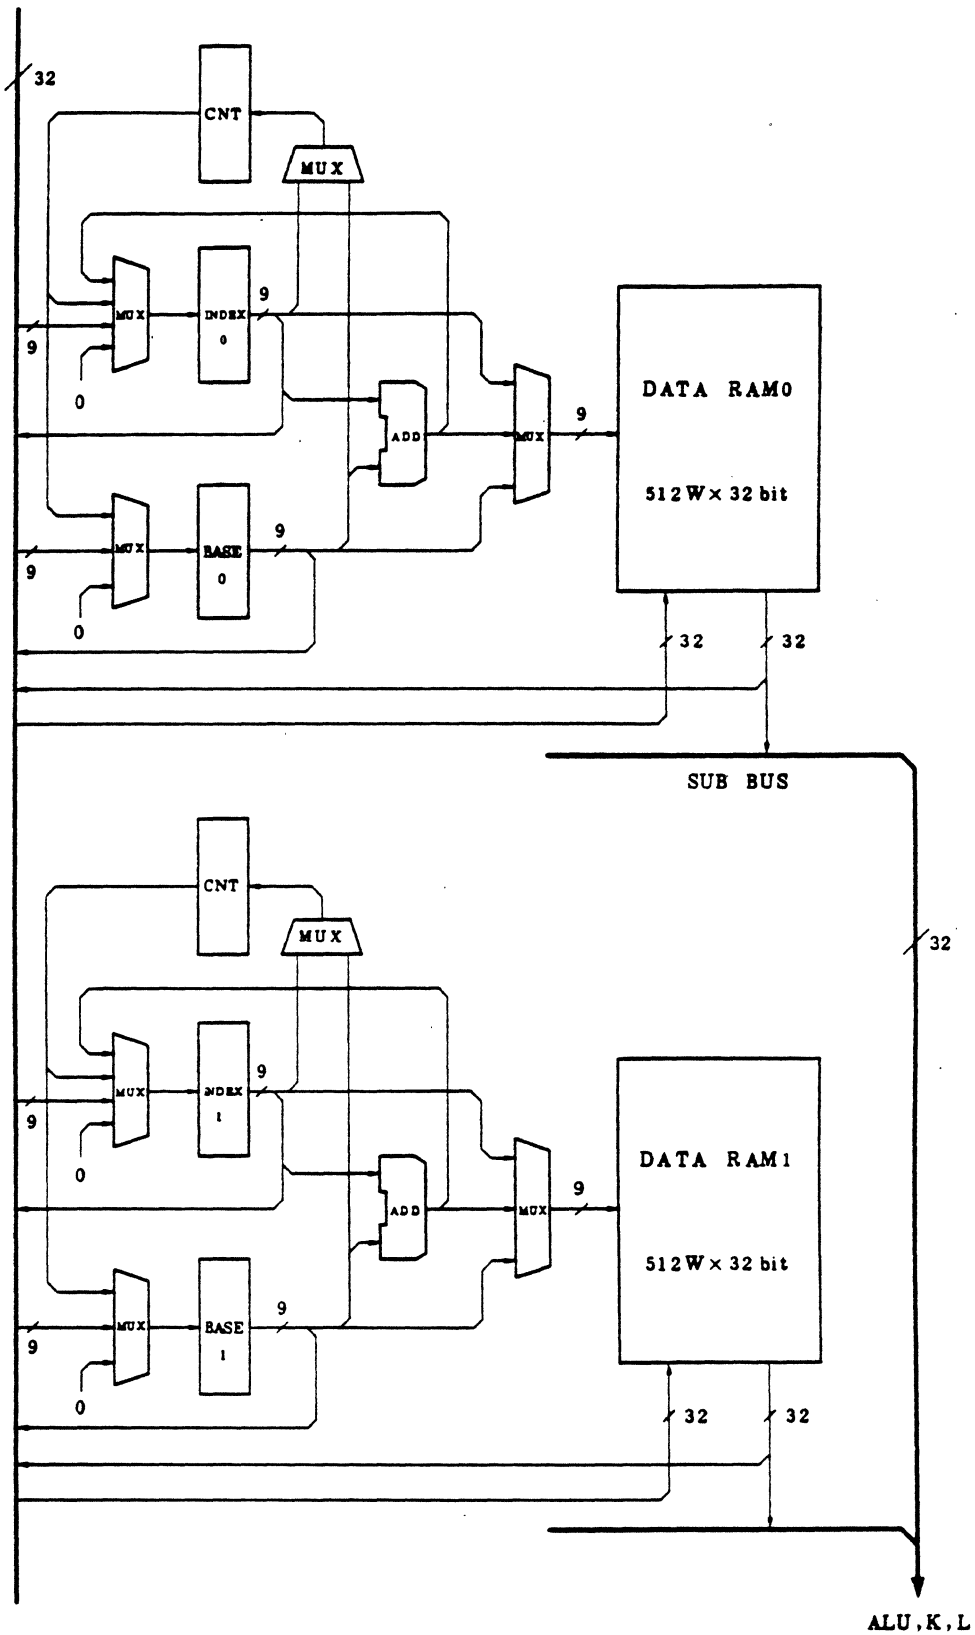 32
CNT
MUX
9
MUX
INDEX
0
9
0
DATA RAM0
9
ADD
MUX
512W × 32 bit
9
MUX
BASE
0
9
0
32
32
SUB BUS
CNT
MUX
32
9
MUX
INDEX
1
9
0
DATA RAM1
9
ADD
MUX
512W × 32 bit
9
MUX
BASE
1
9
0
32
32
ALU, K, L